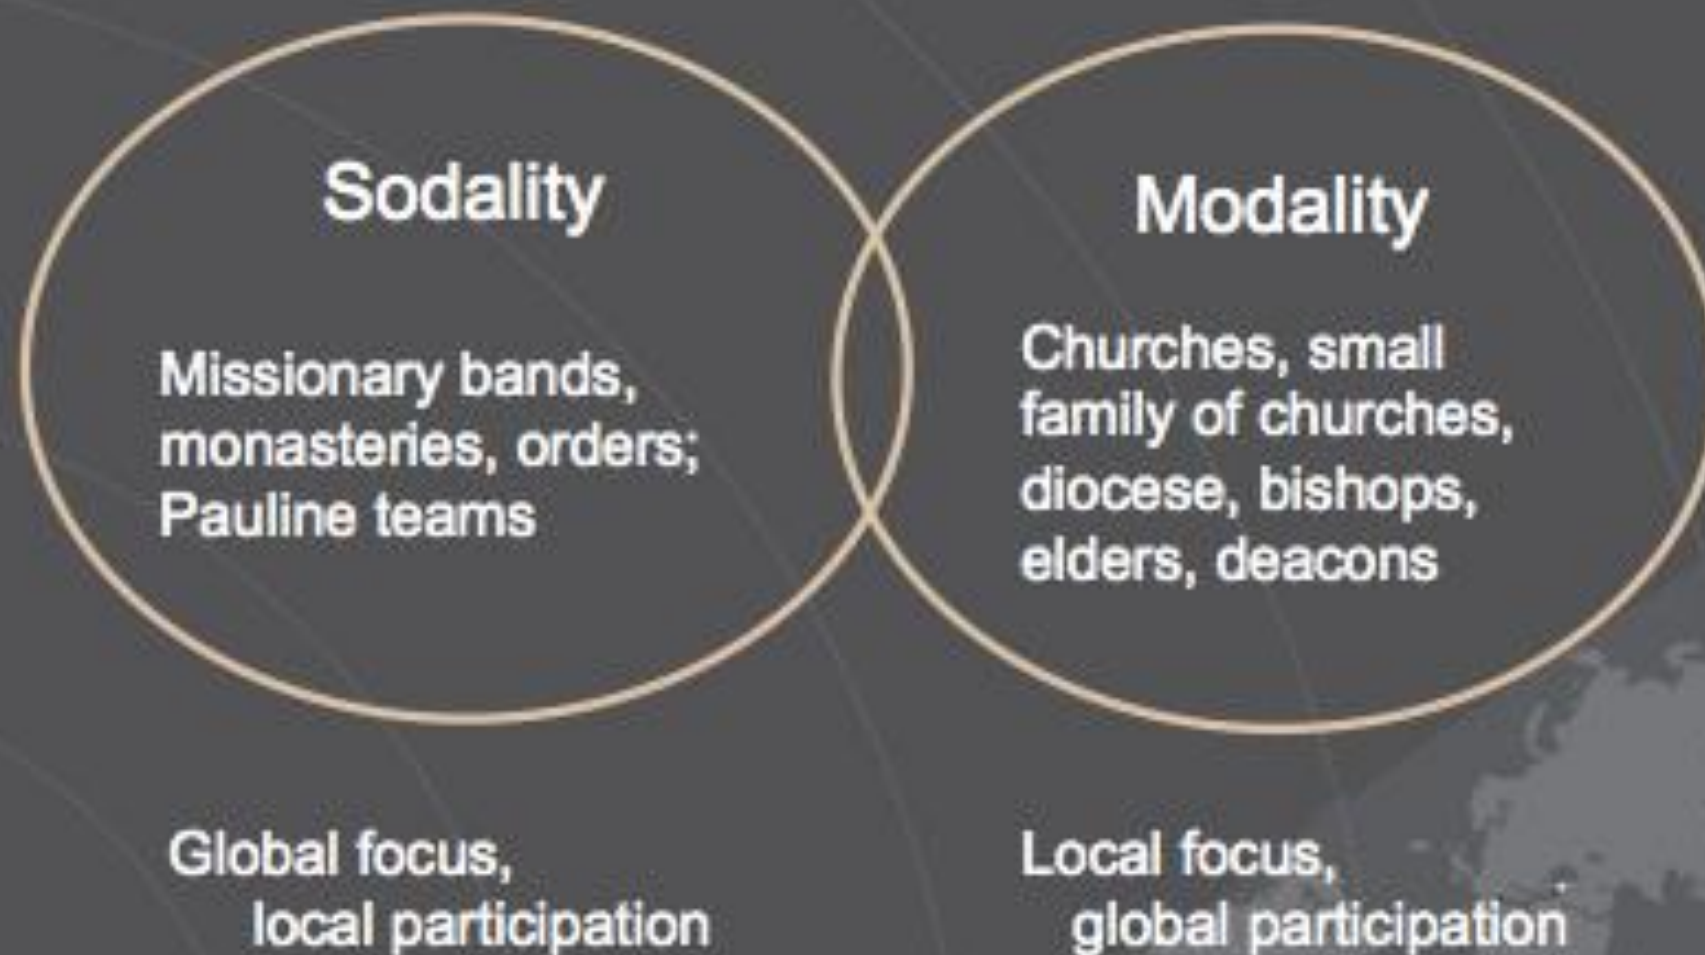 Sodality
Missionary bands,
monasteries, orders;
Pauline teams
Global focus,
local participation
Modality
Churches, small
family of churches,
diocese, bishops,
elders, deacons
Local focus,
global participation